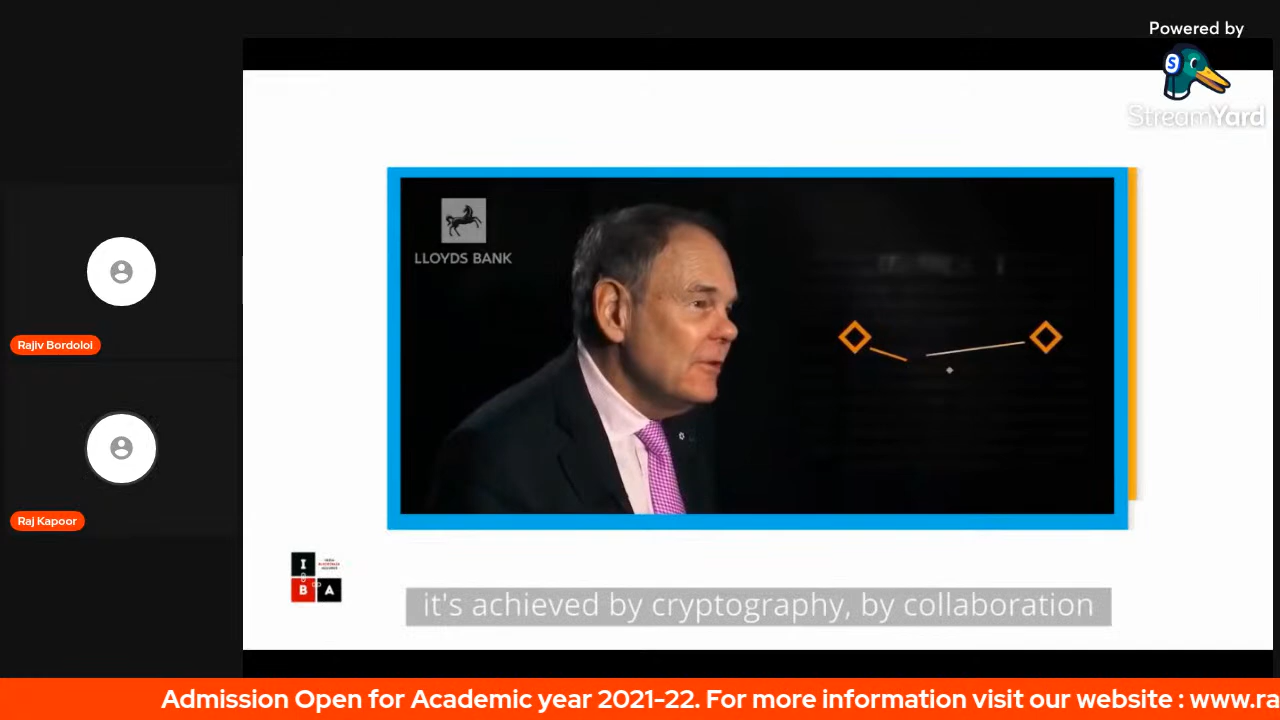 Powered by
StreamYard
LLOYDS BANK
Rajiv Bordoloi
Raj Kapoor
I
B A
it's achieved by cryptography, by collaboration
Admission Open for Academic year 2021-22. For more information visit our website : www.ra